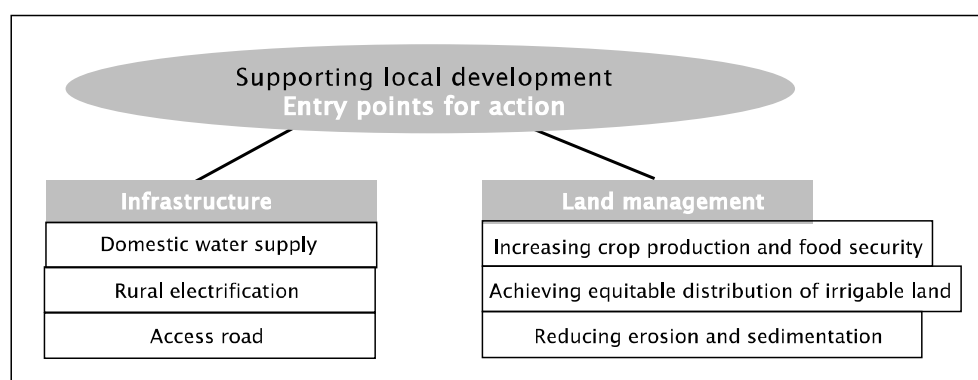 Supporting local development
Entry points for action
Infrastructure
Domestic water supply
Rural electrification
Access road
Land management
Increasing crop production and food security
Achieving equitable distribution of irrigable land
Reducing erosion and sedimentation